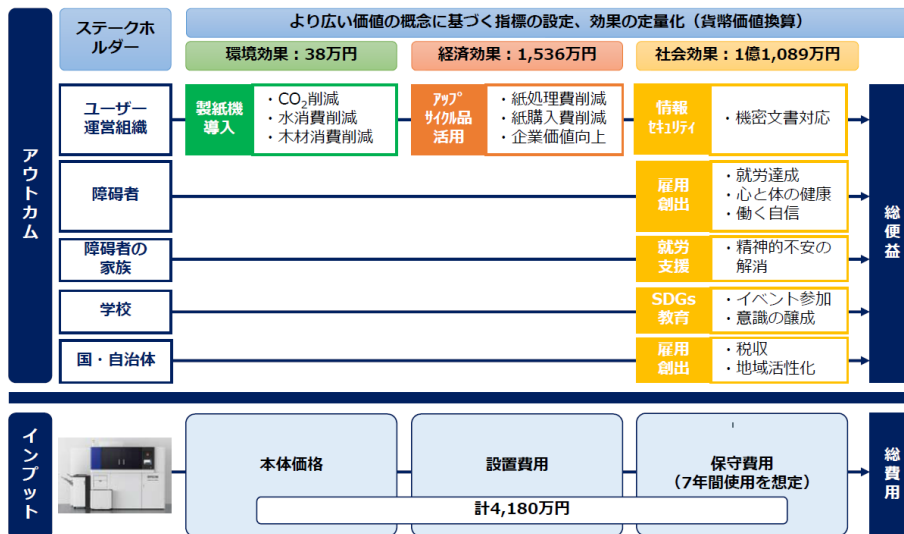 ステークホ
ルダー
より広い価値の概念に基づく指標の設定、効果の定量化（貨幣価値換算）
環境効果：38万円
経済効果：1,536万円
社会効果：1億1,089万円
アウトカム
ユーザー
運営組織
製紙機
導入
・CO₂削減
・水消費削減
・木材消費削減
ｱｯﾌﾟ
ｻｲｸﾙ品
活用
・紙処理費削減
・紙購入費削減
・企業価値向上
情報
ｾｷｭﾘﾃｨ
・機密文書対応
障碍者
雇用
創出
・就労達成
・心と体の健康
・働く自信
障碍者の
家族
就労
支援
・精神的不安の
解消
学校
SDGs
教育
・イベント参加
・意識の醸成
国・自治体
雇用
創出
・税収
・地域活性化
総便益
インプット
本体価格
設置費用
保守費用
（7年間使用を想定）
計4,180万円
総費用